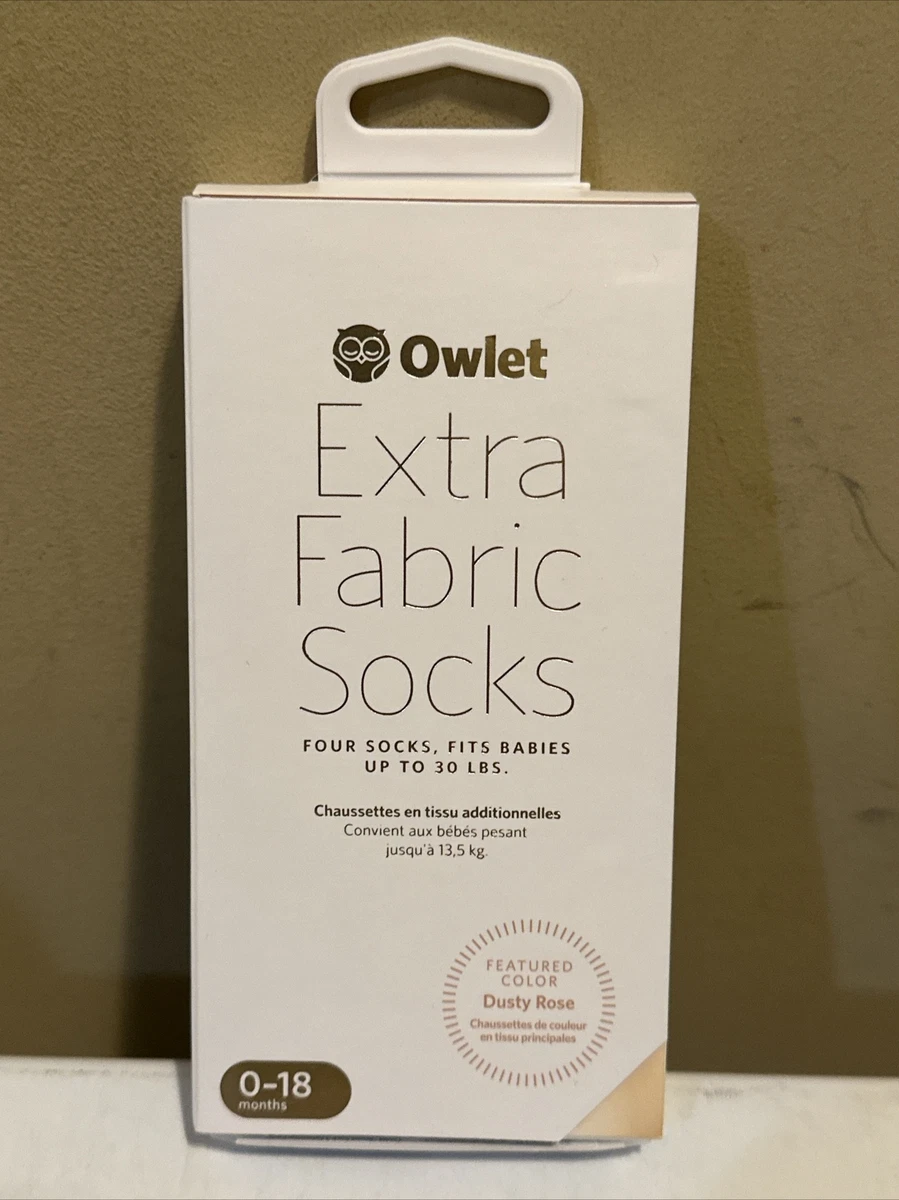 Owlet
Extra
Fabric
Socks
FOUR SOCKS, FITS BABIES
UP TO 30 LBS.
Chaussettes en tissu additionnelles
Convient aux bébés pesant
jusqu'à 13,5 kg.
FEATURED
COLOR
Dusty Rose
Chaussettes de couleur
en tissu principales
0-18
months